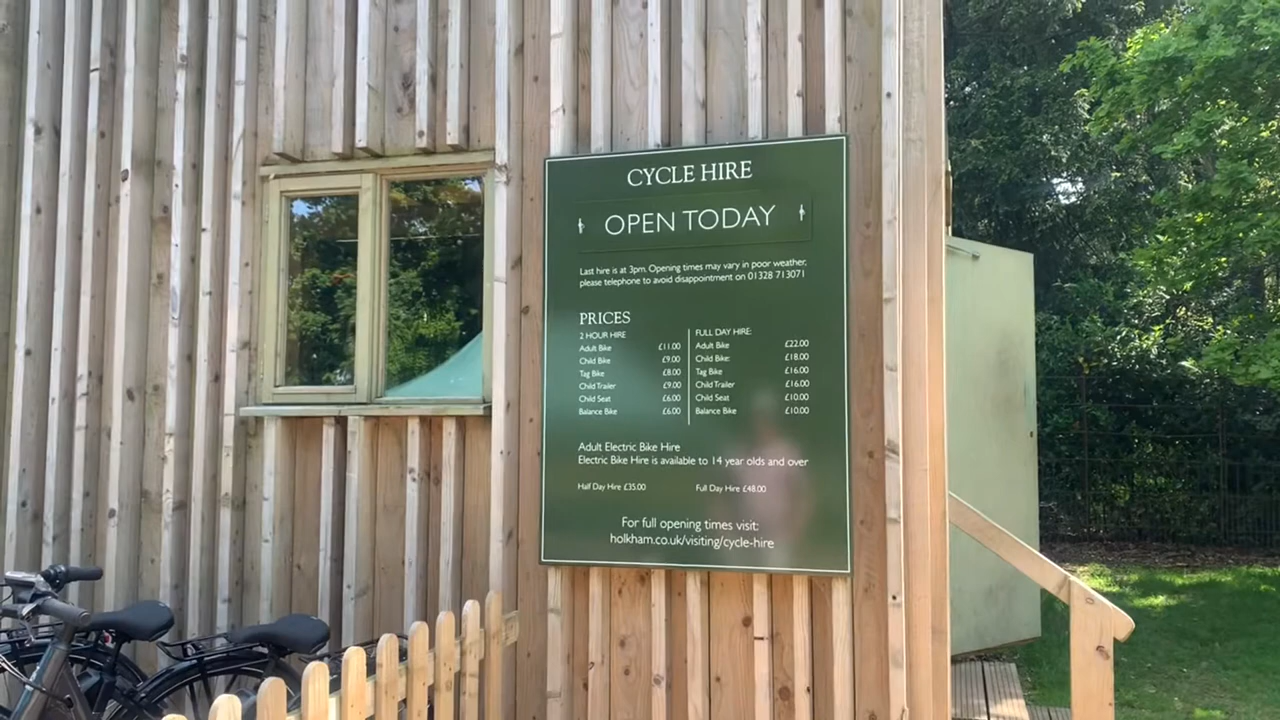 CYCLE HIRE
OPEN TODAY
Last hire is at 3pm. Opening times may vary in poor weather,
please telephone to avoid disappointment on 01328 713071
PRICES
2 HOUR HIRE
Adult Bike £11.00
Child Bike £9.00
Tag Bike £8.00
Child Trailer £9.00
Child Seat £6.00
Balance Bike £6.00
FULL DAY HIRE:
Adult Bike £22.00
Child Bike: £18.00
Tag Bike £16.00
Child Trailer £16.00
Child Seat £10.00
Balance Bike £10.00
Adult Electric Bike Hire
Electric Bike Hire is available to 14 year olds and over
Half Day Hire £35.00 Full Day Hire £48.00
For full opening times visit:
holkham.co.uk/visiting/cycle-hire